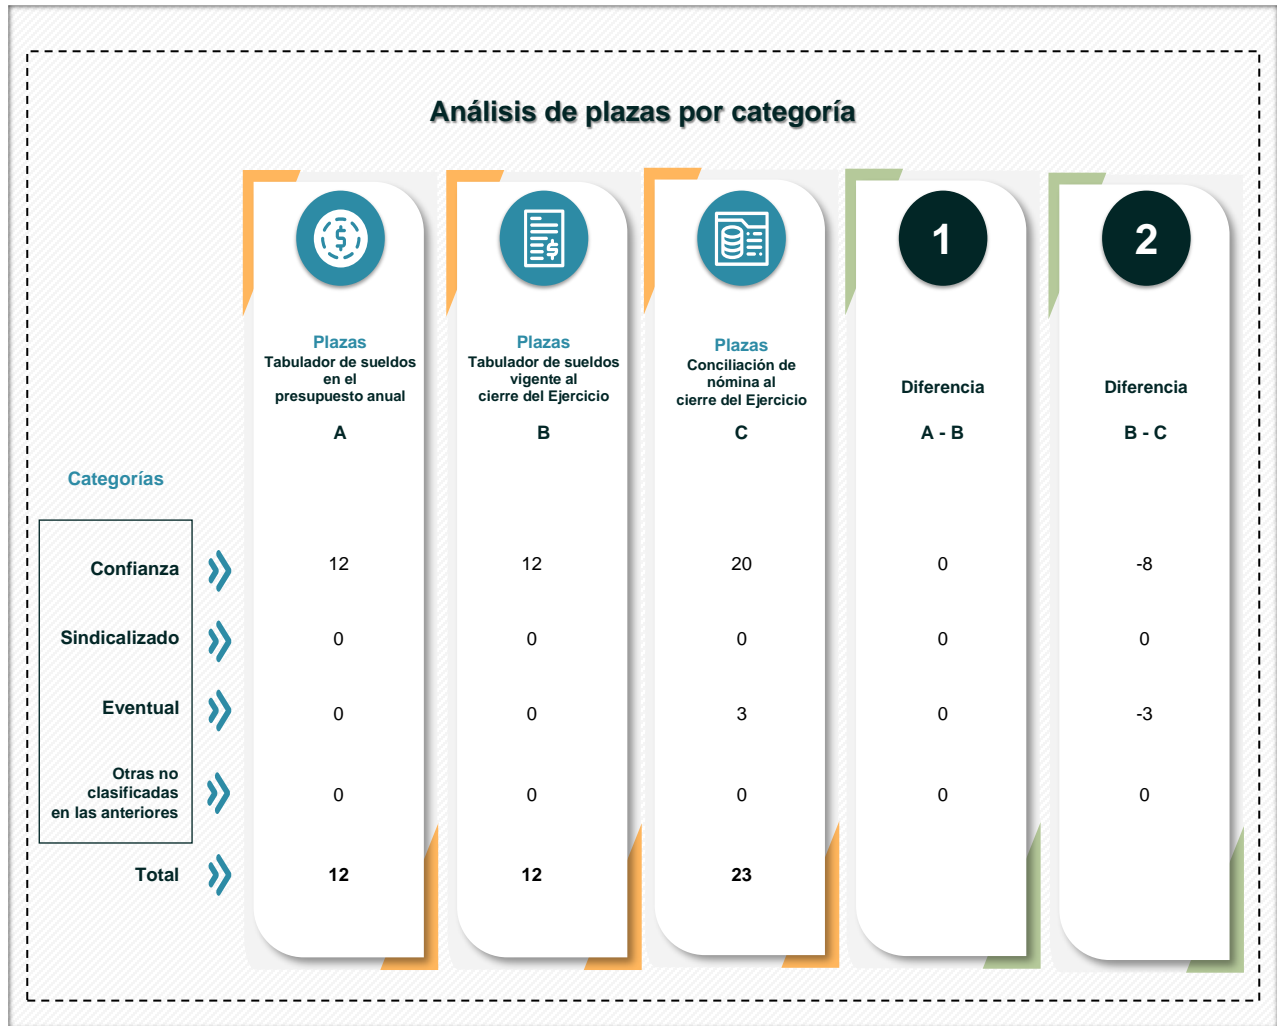 Análisis de plazas por categoría
$
$
1
2
Plazas
Tabulador de sueldos
en el
presupuesto anual
A
Plazas
Tabulador de sueldos
vigente al
cierre del Ejercicio
B
Plazas
Conciliación de
nómina al
cierre del Ejercicio
C
Diferencia
A - B
Diferencia
B - C
Categorías
Confianza 12 12 20 0 -8
Sindicalizado 0 0 0 0 0
Eventual 0 0 3 0 -3
Otras no
clasificadas
en las anteriores
0 0 0 0 0
Total 12 12 23